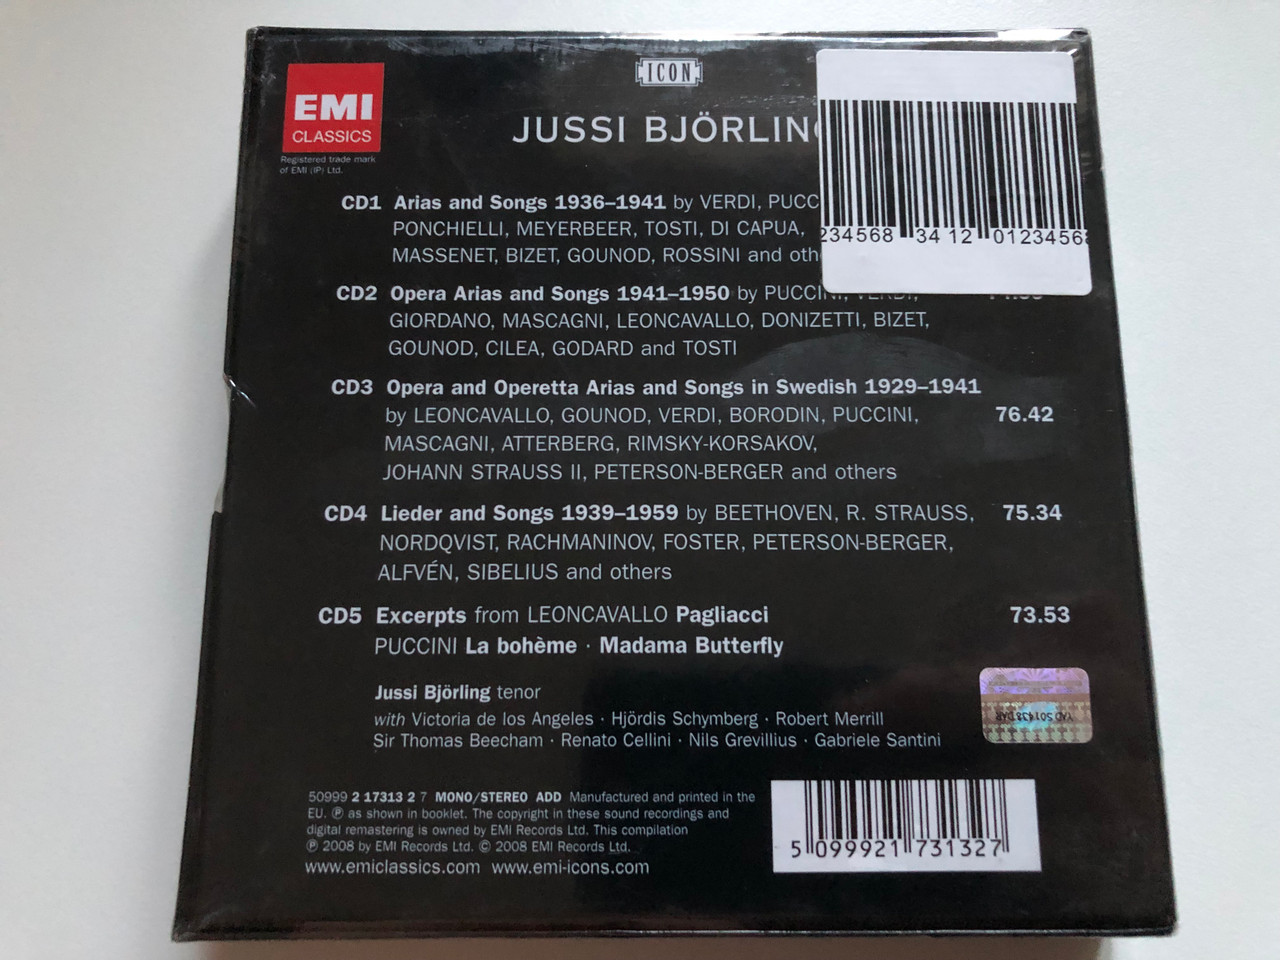 ICON
EMI
CLASSICS
Registered trade mark
of EMI (IP) Ltd.
JUSSI BJÖRLIN
CD1 Arias and Songs 1936–1941 by VERDI, PUCC
PONCHIELLI, MEYERBEER, TOSTI, DI CAPUA,
MASSENET, BIZET, GOUNOD, ROSSINI and oth
234568 34 12 0123456
CD2 Opera Arias and Songs 1941–1950 by PUCCINI, VERDI,
GIORDANO, MASCAGNI, LEONCAVALLO, DONIZETTI, BIZET,
GOUNOD, CILEA, GODARD and TOSTI
CD3 Opera and Operetta Arias and Songs in Swedish 1929–1941
by LEONCAVALLO, GOUNOD, VERDI, BORODIN, PUCCINI, 76.42
MASCAGNI, ATTERBERG, RIMSKY-KORSAKOV,
JOHANN STRAUSS II, PETERSON-BERGER and others
CD4 Lieder and Songs 1939–1959 by BEETHOVEN, R. STRAUSS, 75.34
NORDQVIST, RACHMANINOV, FOSTER, PETERSON-BERGER,
ALFVÉN, SIBELIUS and others
CD5 Excerpts from LEONCAVALLO Pagliacci 73.53
PUCCINI La bohème · Madama Butterfly
Jussi Björling tenor
with Victoria de los Angeles · Hjördis Schymberg · Robert Merrill
Sir Thomas Beecham · Renato Cellini · Nils Grevillius · Gabriele Santini
50999 2 17313 2 7 MONO/STEREO ADD Manufactured and printed in the
EU. ℗ as shown in booklet. The copyright in these sound recordings and
digital remastering is owned by EMI Records Ltd. This compilation
℗ 2008 by EMI Records Ltd. © 2008 EMI Records Ltd.
www.emiclassics.com www.emi-icons.com
5 099921 731327